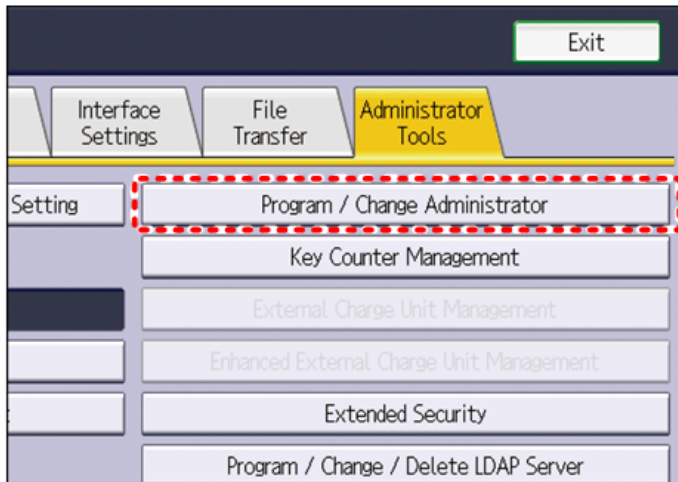 Exit
Interface
Settings
File
Transfer
Administrator
Tools
Setting
Program / Change Administrator
Key Counter Management
External Charge Unit Management
Enhanced External Charge Unit Management
:
Extended Security
Program / Change / Delete LDAP Server